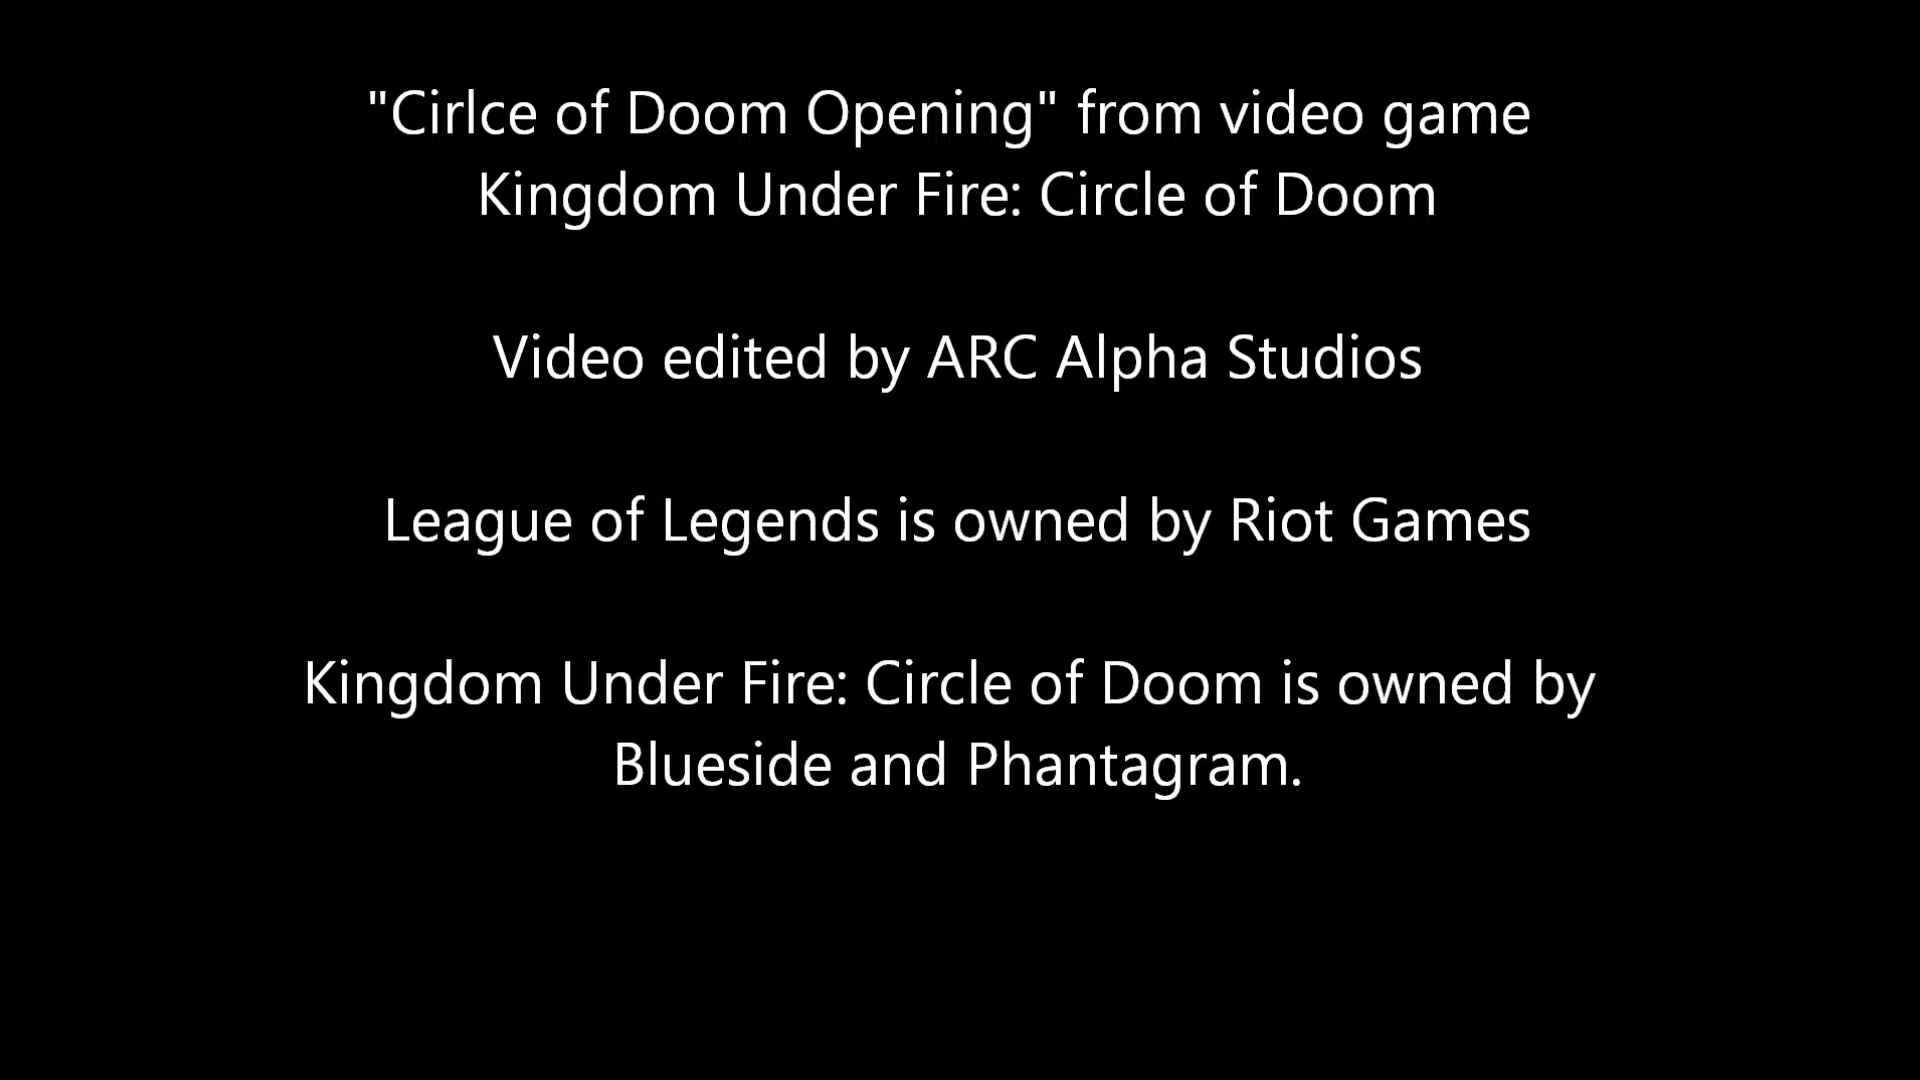 "Cirlce of Doom Opening" from video game
Kingdom Under Fire: Circle of Doom
Video edited by ARC Alpha Studios
League of Legends is owned by Riot Games
Kingdom Under Fire: Circle of Doom is owned by
Blueside and Phantagram.